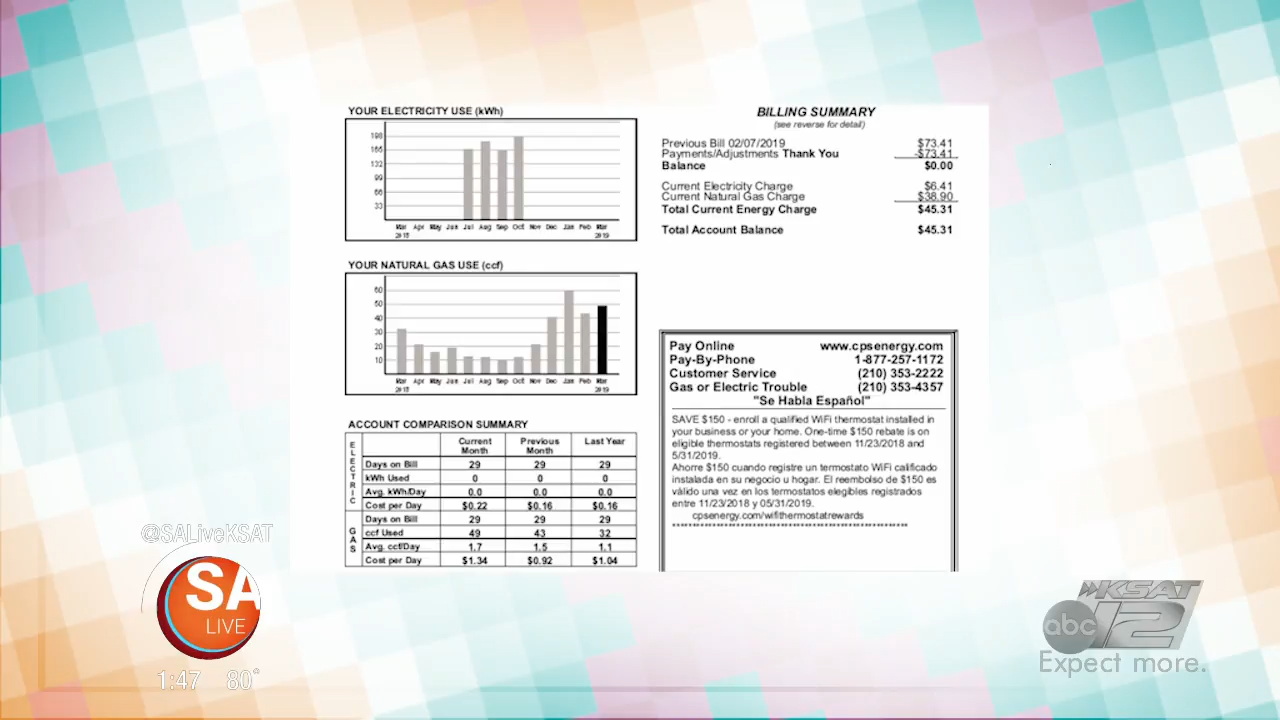 YOUR ELECTRICITY USE (kWh)
198
165
132
99
66
33
Mar Apr May Jun Jul Aug Sep Oct Nov Dec Jan Feb Mar
2018 2019
YOUR NATURAL GAS USE (ccf)
60
50
40
30
20
10
Mar Apr May Jun Jul Aug Sep Oct Nov Dec Jan Feb Mar
2018 2019
ACCOUNT COMPARISON SUMMARY
ELECTRIC
Current Month Previous Month Last Year
Days on Bill 29 29 29
kWh Used 0 0 0
Avg. kWh/Day 0.0 0.0 0.0
Cost per Day $0.22 $0.16 $0.16
GAS
Days on Bill 29 29 29
ccf Used 49 43 32
Avg. ccf/Day 1.7 1.5 1.1
Cost per Day $1.34 $0.92 $1.04
BILLING SUMMARY
(see reverse for detail)
Previous Bill 02/07/2019 $73.41
Payments/Adjustments Thank You -$73.41
Balance $0.00
Current Electricity Charge $6.41
Current Natural Gas Charge $38.90
Total Current Energy Charge $45.31
Total Account Balance $45.31
Pay Online www.cpsenergy.com
Pay-By-Phone 1-877-257-1172
Customer Service (210) 353-2222
Gas or Electric Trouble (210) 353-4357
"Se Habla Español"
SAVE $150 - enroll a qualified WiFi thermostat installed in
your business or your home. One-time $150 rebate is on
eligible thermostats registered between 11/23/2018 and
5/31/2019.
Ahorre $150 cuando registre un termostato WiFi calificado
instalada en su negocio u hogar. El reembolso de $150 es
válido una vez en los termostatos elegibles registrados
entre 11/23/2018 y 05/31/2019.
cpsenergy.com/wifithermostatrewards
@SALiveKSAT
SA
LIVE
1:47 80°
KSAT
abc 12
Expect more.